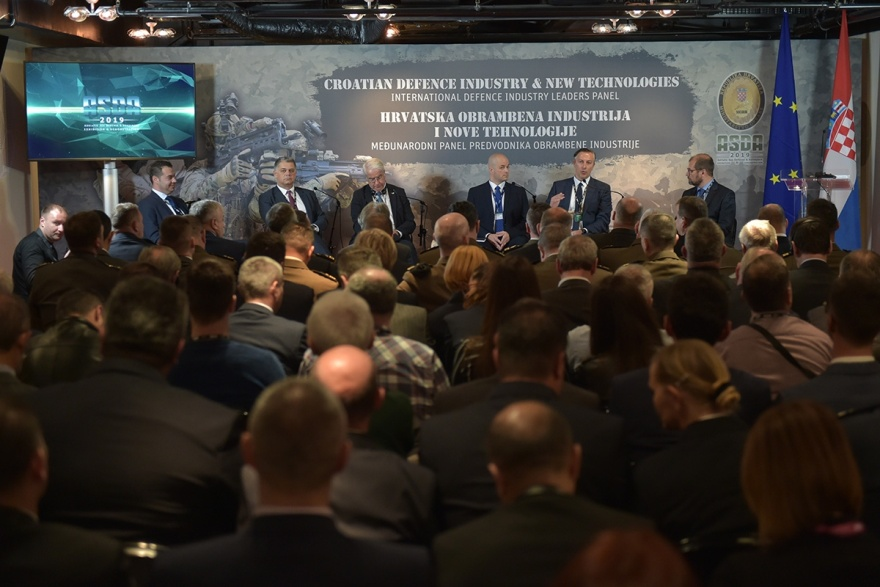 ASDA
2019
CROATIAN DEFENCE INDUSTRY & NEW TECHNOLOGIES
INTERNATIONAL DEFENCE INDUSTRY LEADERS PANEL
HRVATSKA OBRAMBENA INDUSTRIJA
I NOVE TEHNOLOGIJE
MEĐUNARODNI PANEL PREDVODNIKA OBRAMBENE INDUSTRIJE
ASDA
2019